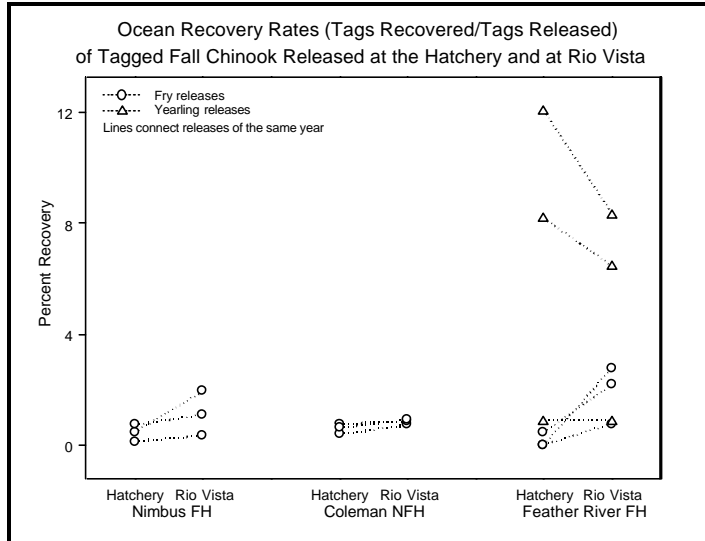 Ocean Recovery Rates (Tags Recovered/Tags Released)
of Tagged Fall Chinook Released at the Hatchery and at Rio Vista
Fry releases
Yearling releases
Lines connect releases of the same year
Percent Recovery
12
8
4
0
Hatchery Rio Vista Hatchery Rio Vista Hatchery Rio Vista
Nimbus FH Coleman NFH Feather River FH